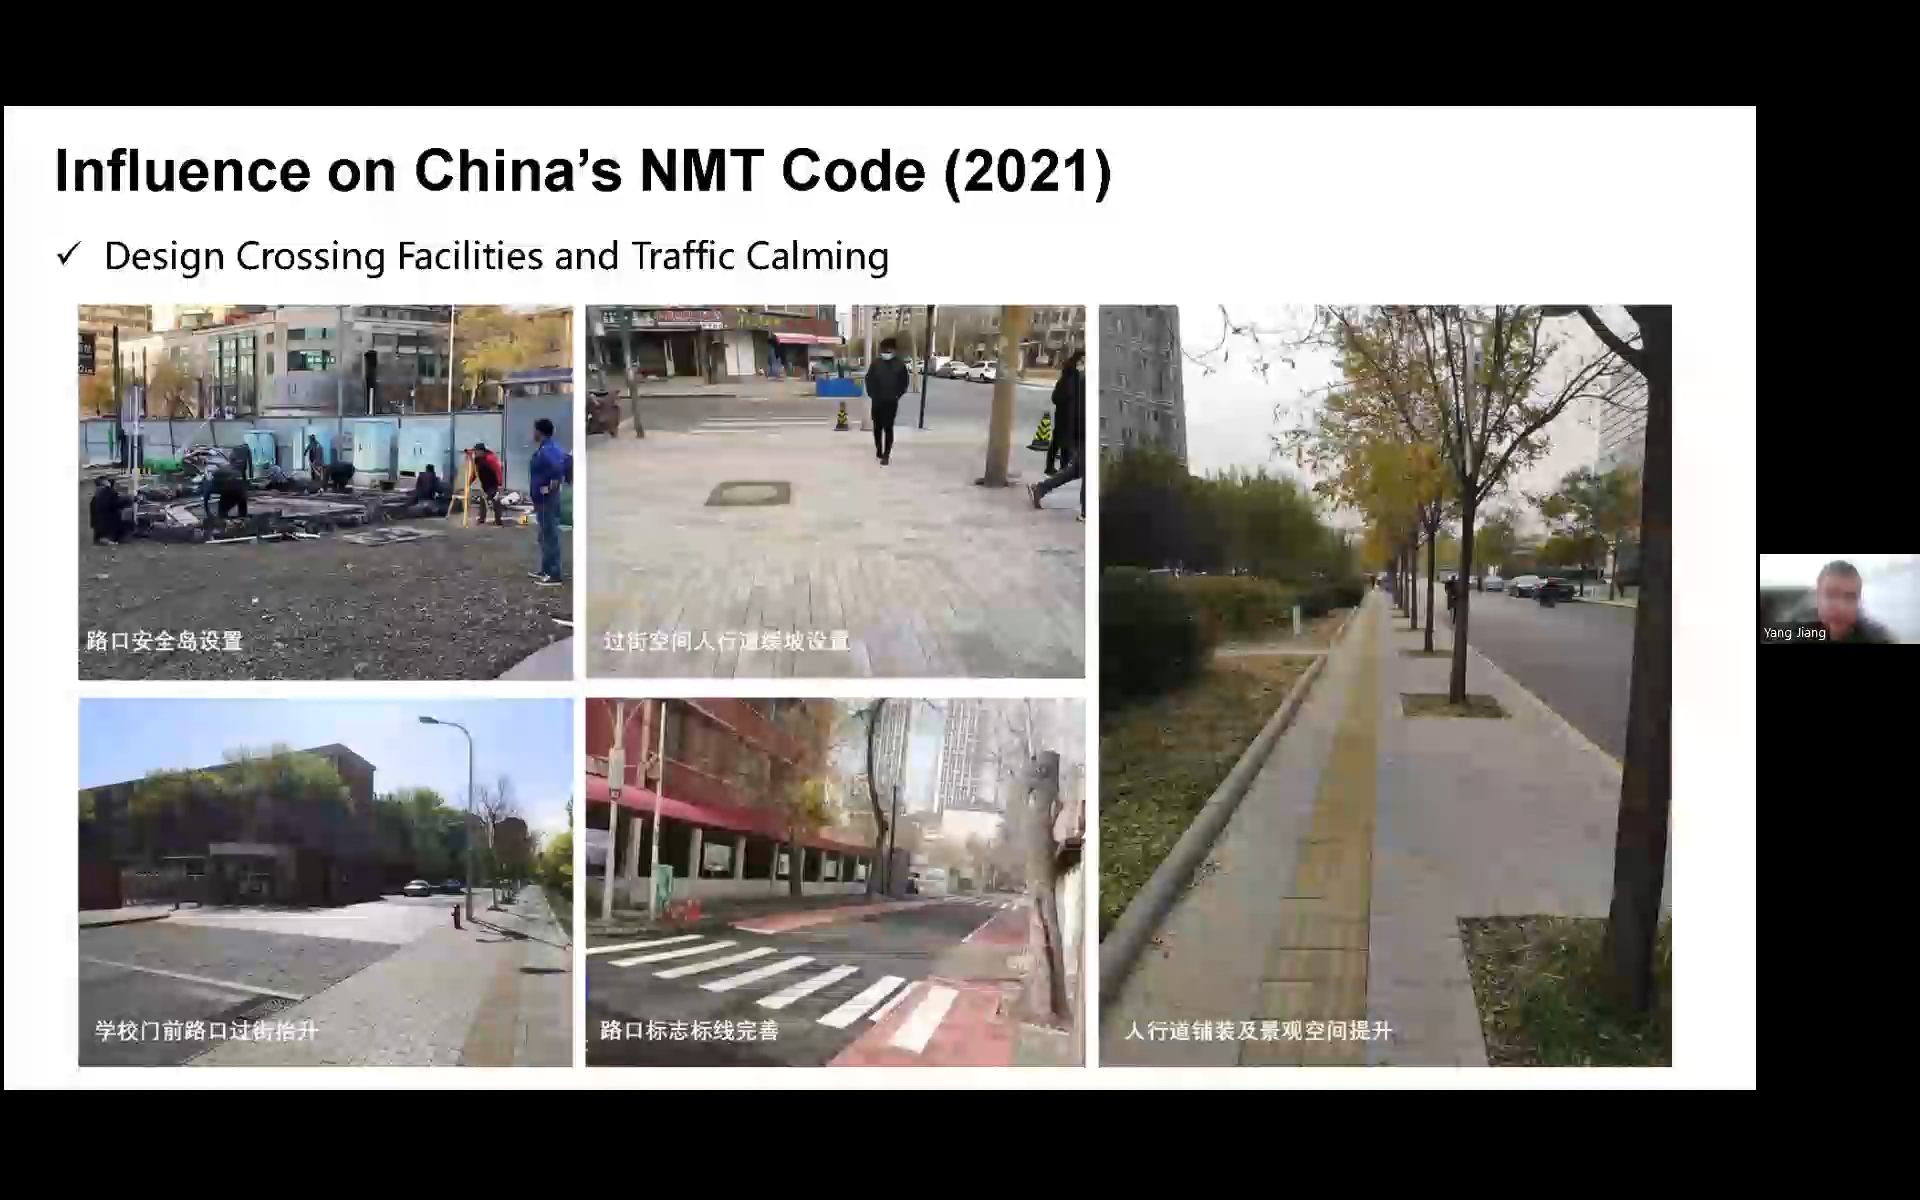 Influence on China’s NMT Code (2021)
✓ Design Crossing Facilities and Traffic Calming
路口安全岛设置
过街空间人行道缓坡设置
学校门前路口过街抬升
路口标志标线完善
人行道铺装及景观空间提升
Yang Jiang